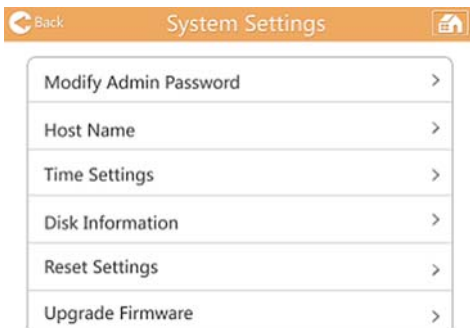 Back System Settings
Modify Admin Password
Host Name
Time Settings
Disk Information
Reset Settings
Upgrade Firmware